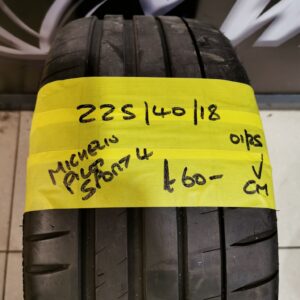 225/40/18
MICHELIN
PILOT
SPORT 4
£60-
01/25
CM